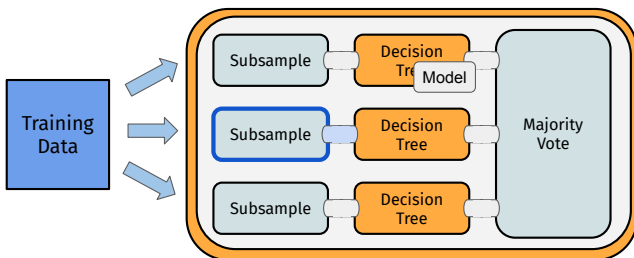 Training
Data
Subsample
Decision
Tree
Model
Subsample
Decision
Tree
Subsample
Decision
Tree
Majority
Vote